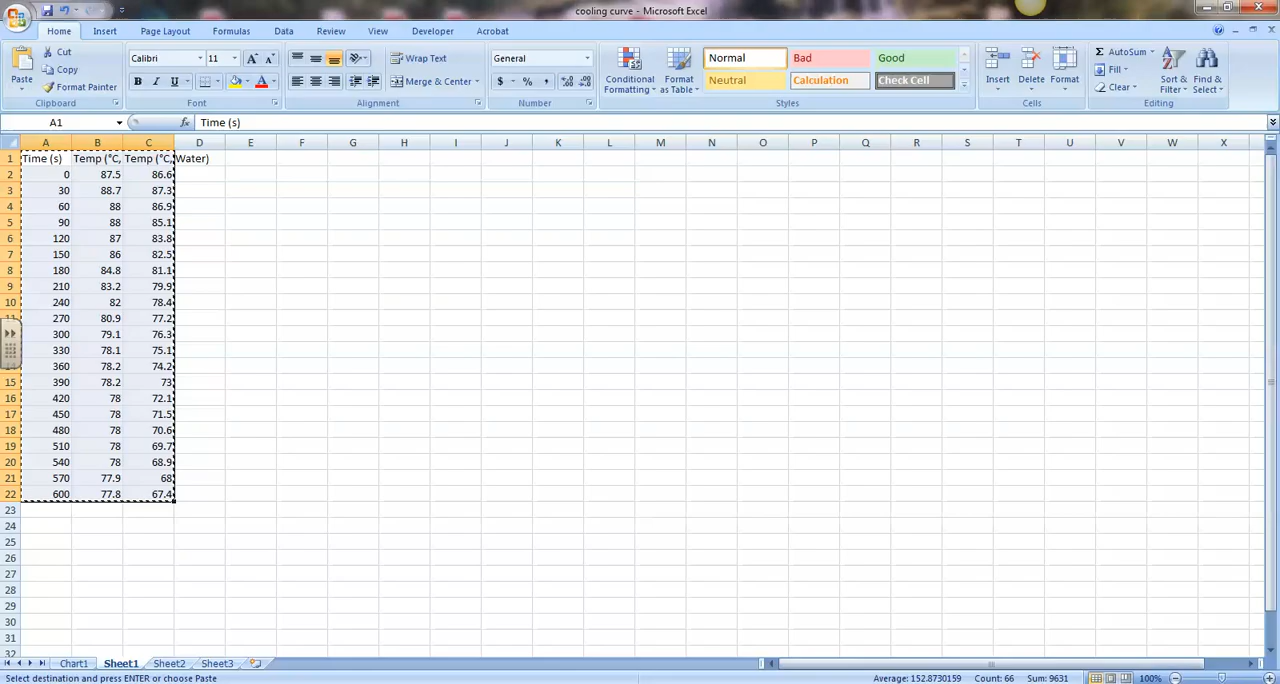 cooling curve - Microsoft Excel
Home Insert Page Layout Formulas Data Review View Developer Acrobat
Paste Cut Copy Format Painter
Calibri 11
B I U A
Wrap Text
Merge & Center
General
$ % ,
Conditional Formatting Format as Table
Normal Bad Good
Neutral Calculation Check Cell
Insert Delete Format
AutoSum Fill Clear
Sort & Filter Find & Select
Clipboard Font Alignment Number Styles Cells Editing
A1 fx Time (s)
A B C D E F G H I J K L M N O P Q R S T U V W X
1 Time (s) Temp (°C, Temp (°C, Water)
2 0 87.5 86.6
3 30 88.7 87.3
4 60 88 86.9
5 90 88 85.1
6 120 87 83.8
7 150 86 82.5
8 180 84.8 81.1
9 210 83.2 79.9
10 240 82 78.4
11 270 80.9 77.2
300 79.1 76.3
330 78.1 75.1
360 78.2 74.2
15 390 78.2 73
16 420 78 72.1
17 450 78 71.5
18 480 78 70.6
19 510 78 69.7
20 540 78 68.9
21 570 77.9 68
22 600 77.8 67.4
23
24
25
26
27
28
29
30
31
32
Chart1 Sheet1 Sheet2 Sheet3
Select destination and press ENTER or choose Paste Average: 152.8730159 Count: 66 Sum: 9631 100%